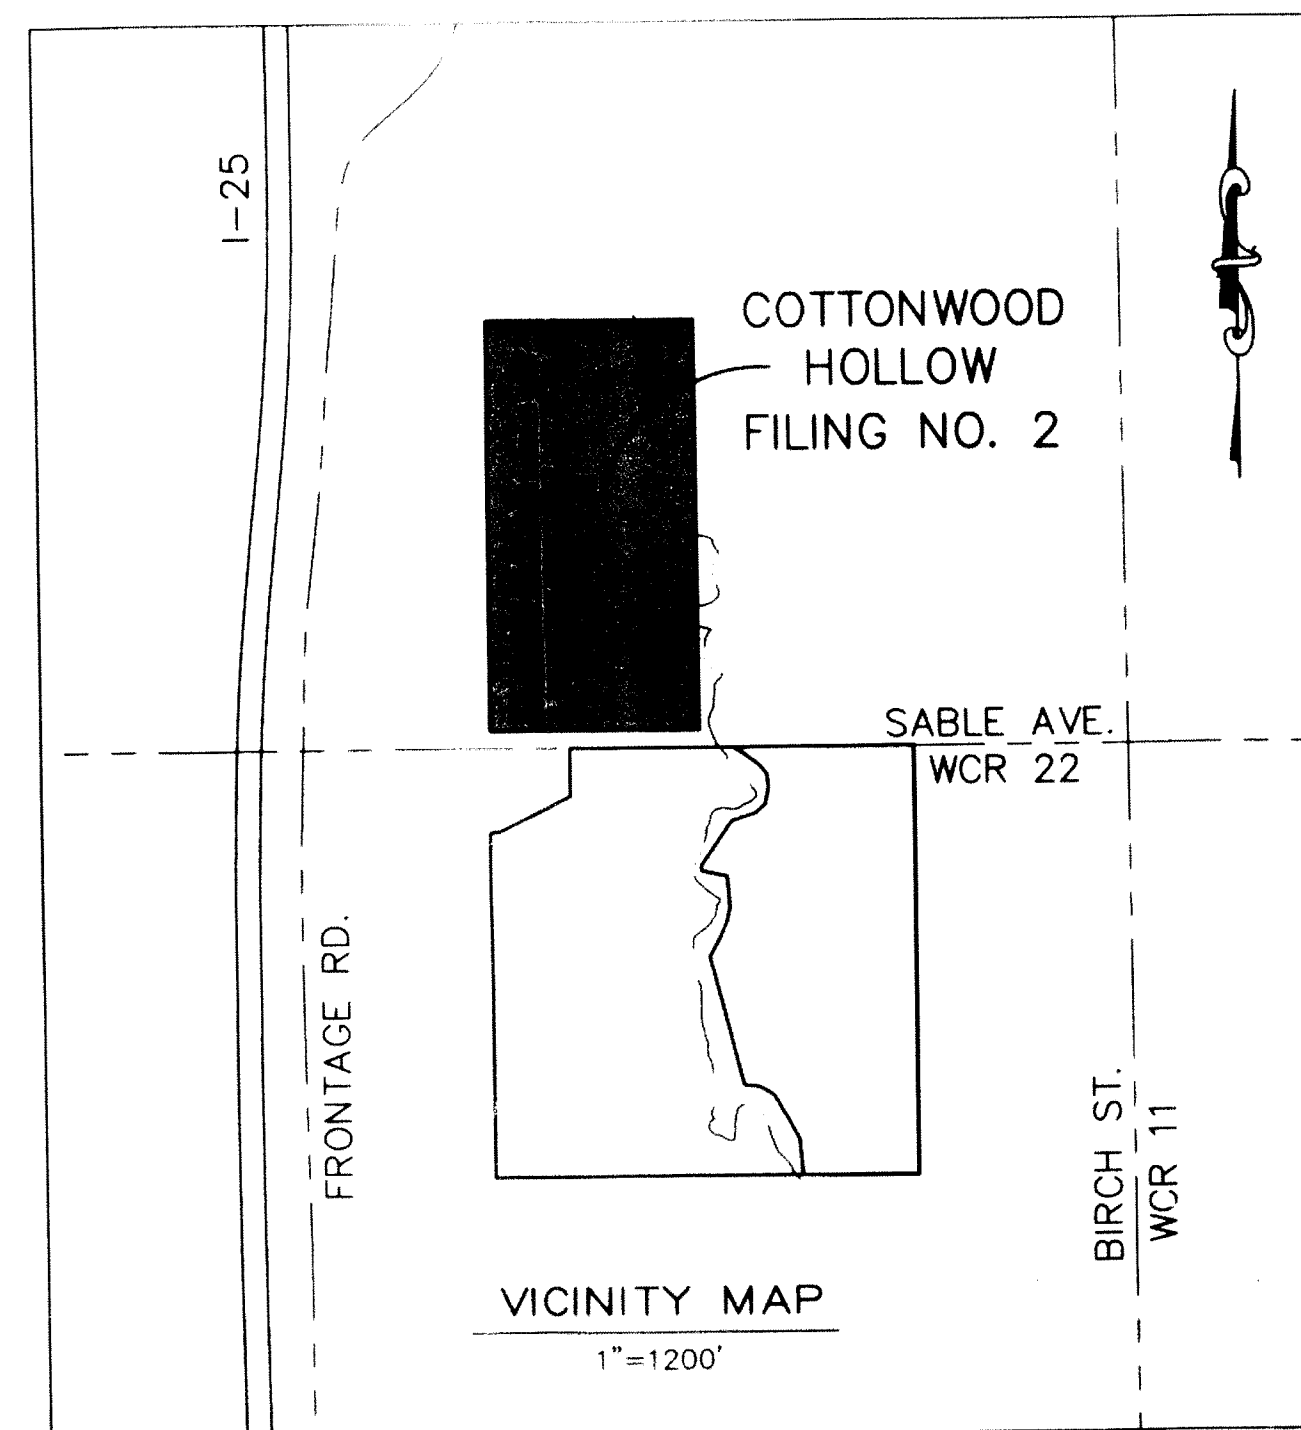 I-25
COTTONWOOD
HOLLOW
FILING NO. 2
SABLE AVE.
WCR 22
FRONTAGE RD.
BIRCH ST.
WCR 11
VICINITY MAP
1"=1200'